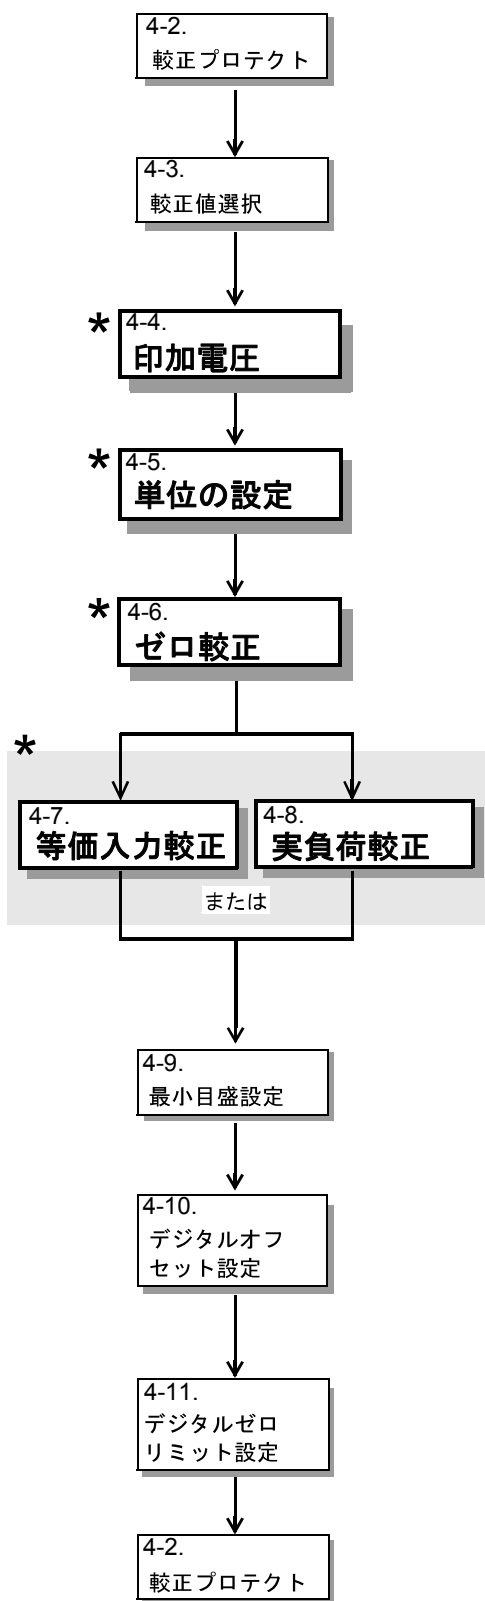 4-2.
較正プロテクト
4-3.
較正値選択
*
4-4.
印加電圧
*
4-5.
単位の設定
*
4-6.
ゼロ較正
*
4-7.
等価入力較正
4-8.
実負荷較正
または
4-9.
最小目盛設定
4-10.
デジタルオフ
セット設定
4-11.
デジタルゼロ
リミット設定
4-2.
較正プロテクト